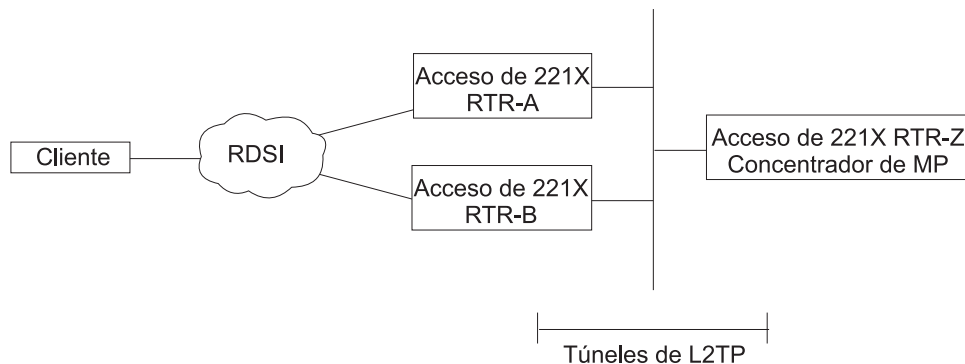 Acceso de 221X
RTR-A
Cliente
RDSI
Acceso de 221X RTR-Z
Concentrador de MP
Acceso de 221X
RTR-B
Túneles de L2TP